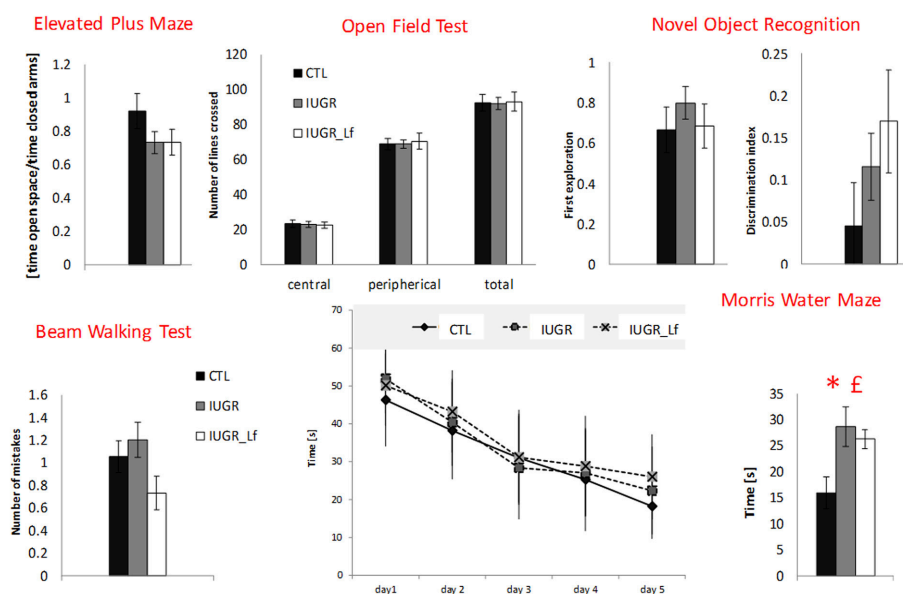 Elevated Plus Maze
Open Field Test
Novel Object Recognition
[time open space/time closed arms]
1.2
1
0.8
0.6
0.4
0.2
0
Number of lines crossed
120
100
80
60
40
20
0
CTL
IUGR
IUGR_Lf
central
peripherical
total
First exploration
1
0.8
0.6
0.4
0.2
0
Discrimination index
0.25
0.2
0.15
0.1
0.05
0
Beam Walking Test
Number of mistakes
1.6
1.4
1.2
1
0.8
0.6
0.4
0.2
0
CTL
IUGR
IUGR_Lf
Morris Water Maze
Time [s]
70
60
50
40
30
20
10
0
CTL
IUGR
IUGR_Lf
day1
day 2
day 3
day 4
day 5
* £
Time [s]
35
30
25
20
15
10
5
0